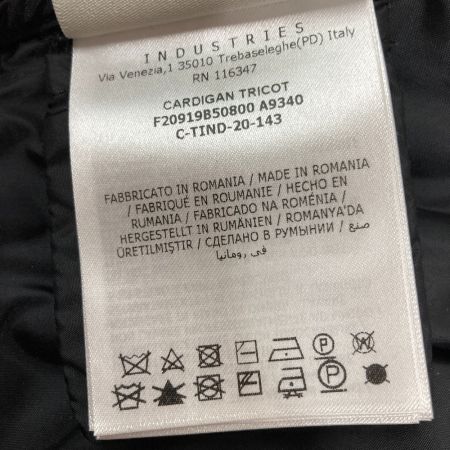 INDUSTRIES
Via Venezia,1 35010 Trebaseleghe(PD) Italy
RN 116347
CARDIGAN TRICOT
F20919B50800 A9340
C-TIND-20-143
FABBRICATO IN ROMANIA / MADE IN ROMANIA
/ FABRIQUÉ EN ROUMANIE / HECHO EN
RUMANIA / FABRICADO NA ROMÉNIA /
HERGESTELLT IN RUMÄNIEN / ROMANYA'DA
ÜRETILMIŞTIR / СДЕЛАНО В РУМЫНИИ / صنع
في رومانيا
P W
P